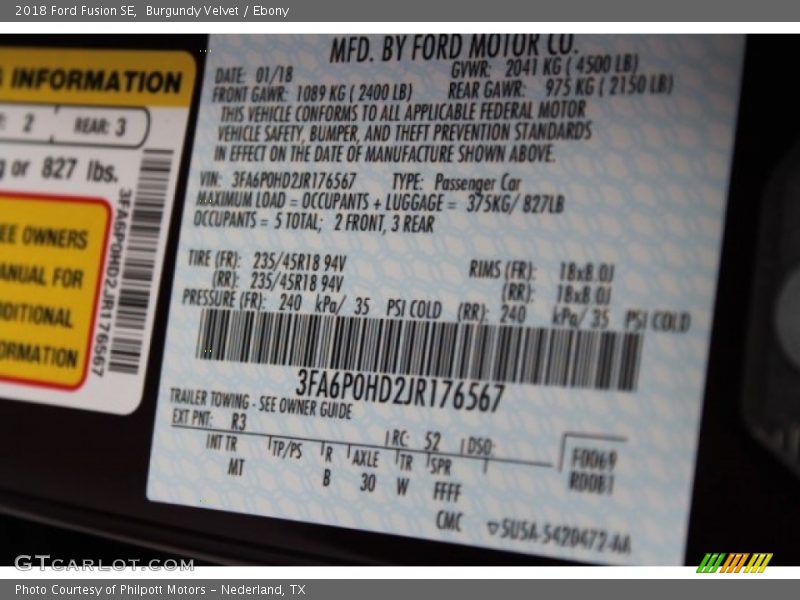 2018 Ford Fusion SE, Burgundy Velvet / Ebony
MFD. BY FORD MOTOR CO.
DATE: 01/18 GVWR: 2041 KG ( 4500 LB)
FRONT GAWR: 1089 KG ( 2400 LB) REAR GAWR: 975 KG ( 2150 LB)
THIS VEHICLE CONFORMS TO ALL APPLICABLE FEDERAL MOTOR
VEHICLE SAFETY, BUMPER, AND THEFT PREVENTION STANDARDS
IN EFFECT ON THE DATE OF MANUFACTURE SHOWN ABOVE.
VIN: 3FA6P0HD2JR176567 TYPE: Passenger Car
MAXIMUM LOAD = OCCUPANTS + LUGGAGE = 375KG/ 827LB
OCCUPANTS = 5 TOTAL; 2 FRONT, 3 REAR
TIRE (FR): 235/45R18 94V RIMS (FR): 18x8.0J
(RR): 235/45R18 94V (RR): 18x8.0J
PRESSURE (FR): 240 kPa/ 35 PSI COLD (RR): 240 kPa/ 35 PSI COLD
3FA6P0HD2JR176567
TRAILER TOWING - SEE OWNER GUIDE
EXT PNT: R3 RC: 52 DSO:
INT TR TP/PS R AXLE TR SPR
MT B 30 W FFFF
F0069
R0081
CMC 5U5A-5420472-AA
INFORMATION
2 REAR: 3
or 827 lbs.
3FA6P0HD2JR176567
OWNERS
FOR
GTCARLOT.COM
Photo Courtesy of Philpott Motors – Nederland, TX